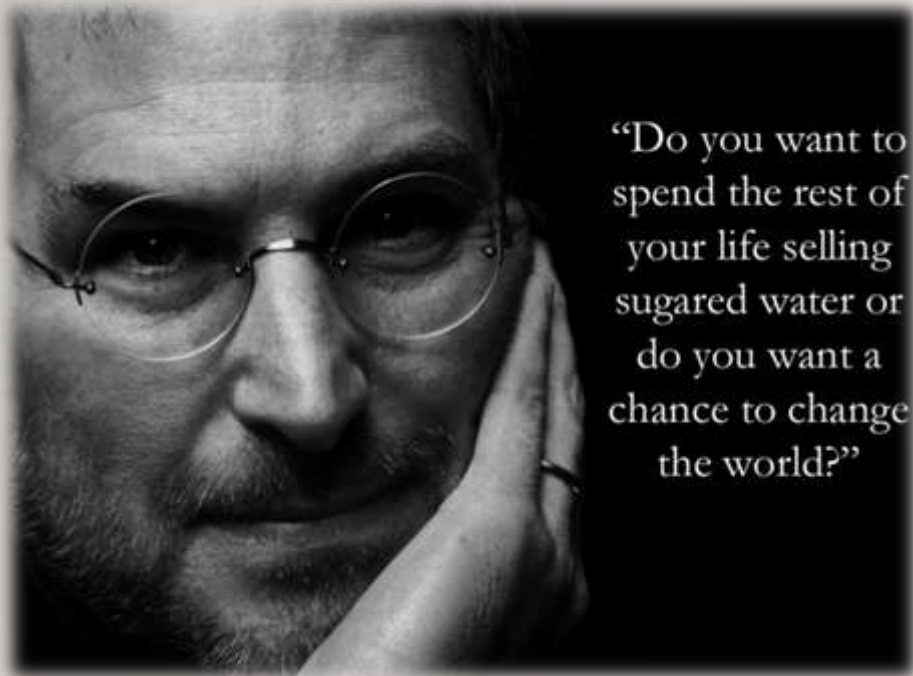 “Do you want to
spend the rest of
your life selling
sugared water or
do you want a
chance to change
the world?”